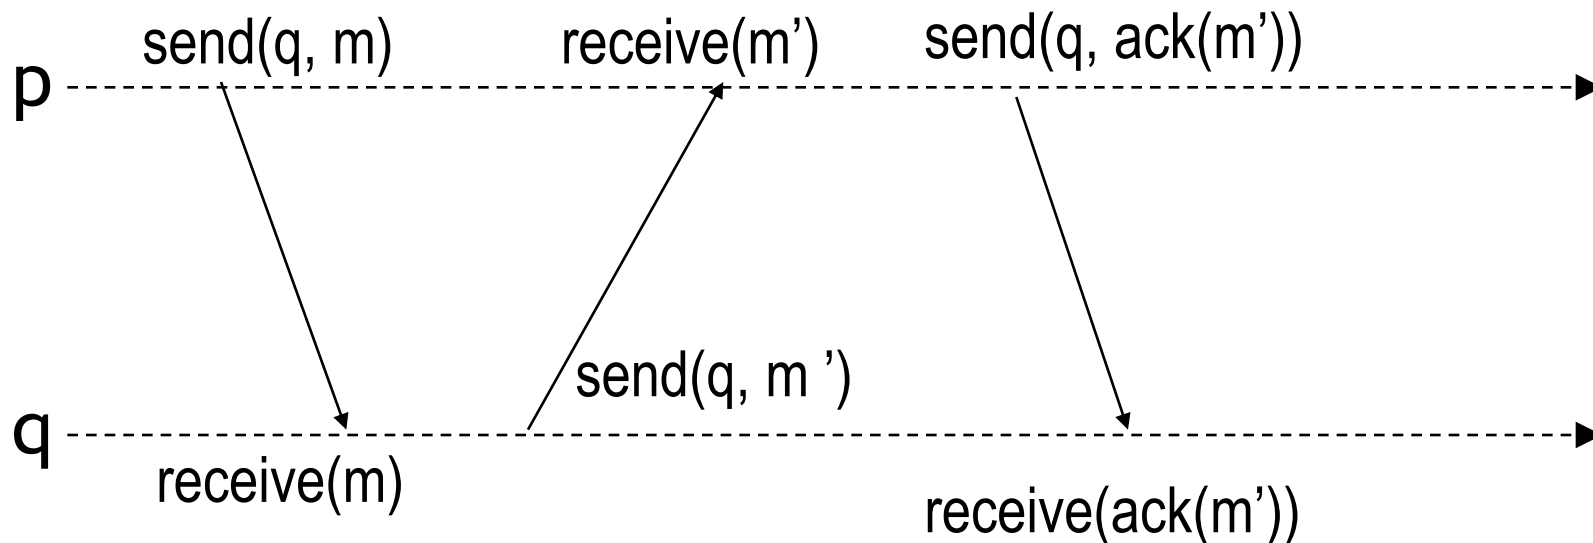 send(q, m)
receive(m’)
send(q, ack(m’))
p
send(q, m ’)
q
receive(m)
receive(ack(m’))